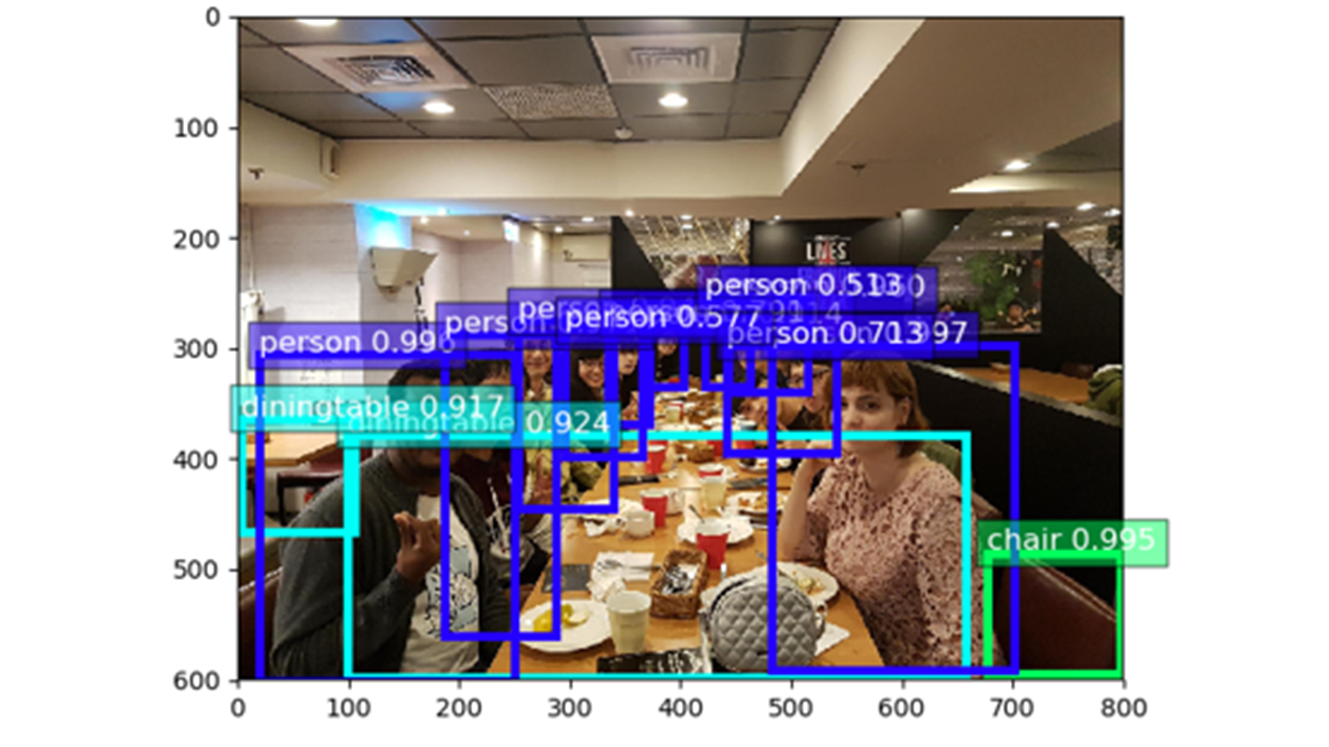 0
100
200
300
400
500
600
LIVES
person 0.513
person 0.577
person 0.713
person 0.996
diningtable 0.917
diningtable 0.924
chair 0.995
0 100 200 300 400 500 600 700 800